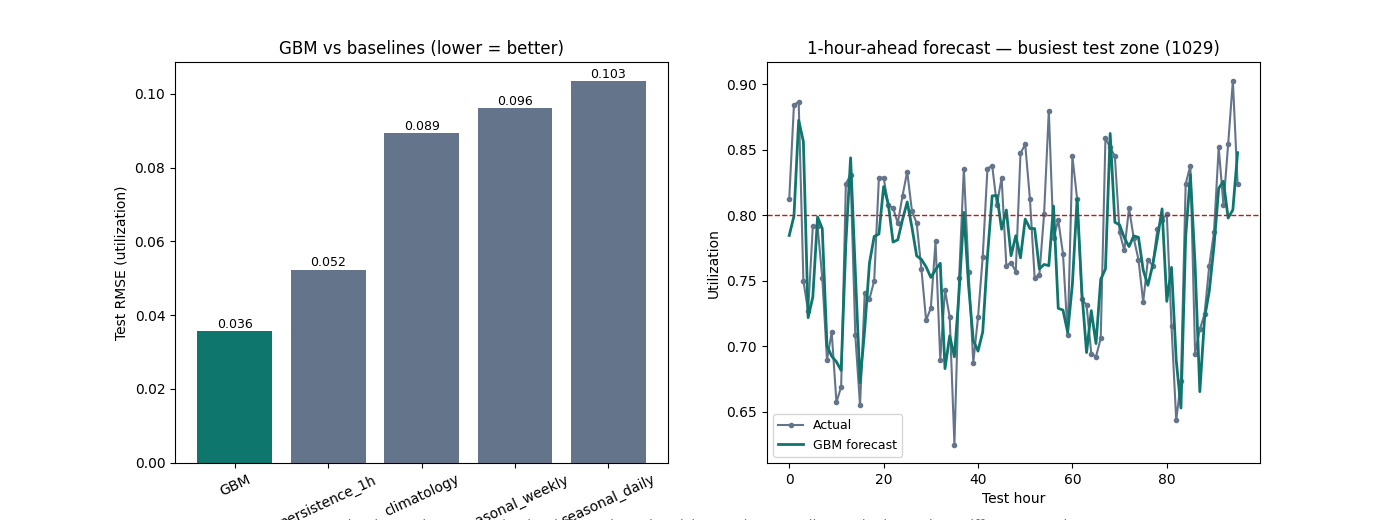 GBM vs baselines (lower = better)
Test RMSE (utilization)
0.10
0.08
0.06
0.04
0.02
0.00
0.036
0.052
0.089
0.096
0.103
GBM
persistence_1h
climatology
seasonal_weekly
seasonal_daily
1-hour-ahead forecast — busiest test zone (1029)
Utilization
0.90
0.85
0.80
0.75
0.70
0.65
Actual
GBM forecast
0
20
40
60
80
Test hour